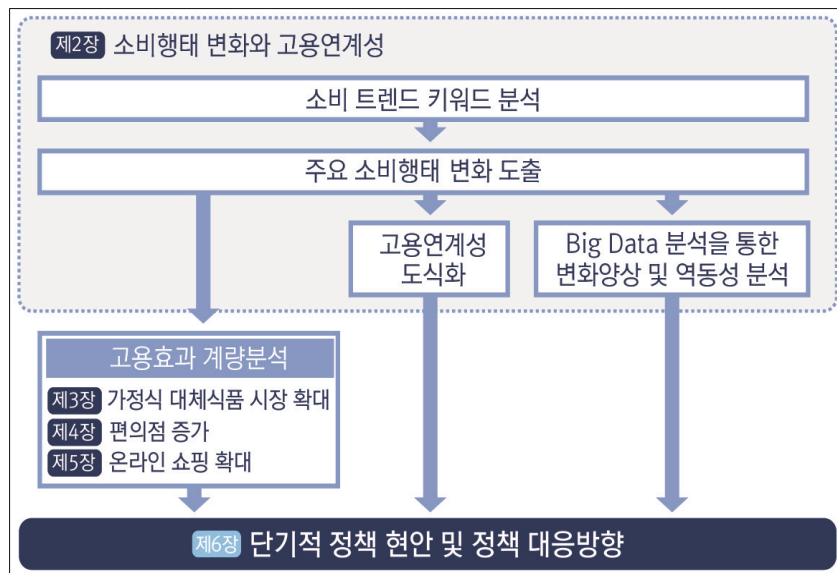 제2장 소비행태 변화와 고용연계성
소비 트렌드 키워드 분석
주요 소비행태 변화 도출
고용연계성
도식화
Big Data 분석을 통한
변화양상 및 역동성 분석
고용효과 계량분석
제3장 가정식 대체식품 시장 확대
제4장 편의점 증가
제5장 온라인 쇼핑 확대
제6장 단기적 정책 현안 및 정책 대응방향